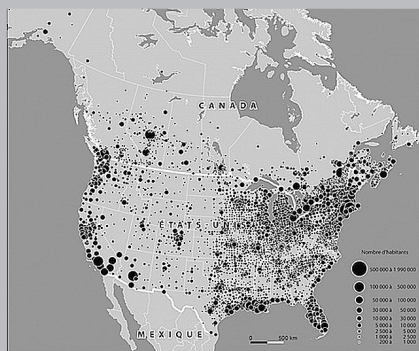 CANADA
ÉTATS-UNIS
MEXIQUE
Nombre d'habitants
500 000 à 1 990 000
100 000 à 500 000
50 000 à 100 000
30 000 à 50 000
10 000 à 30 000
5 000 à 10 000
2 500 à 5 000
1 000 à 2 500
200 à 1 000
0 500 km